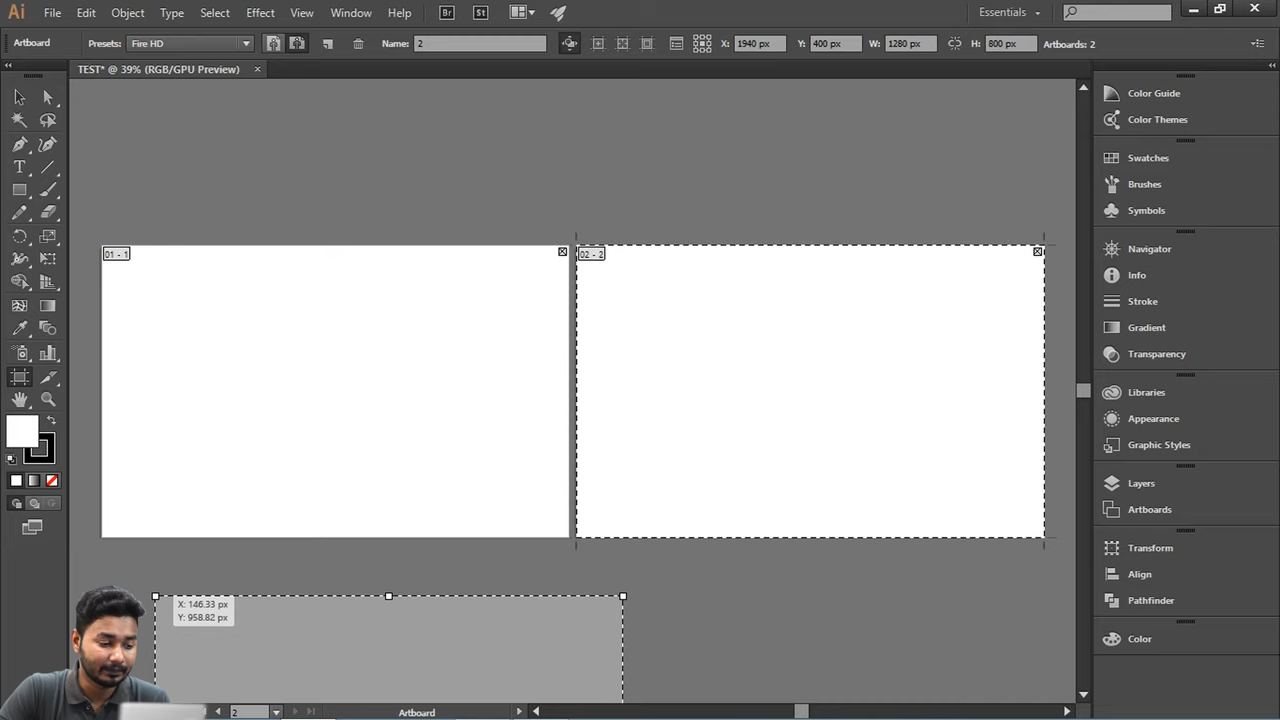 Ai File Edit Object Type Select Effect View Window Help Br St Essentials
Artboard Presets: Fire HD Name: 2 X: 1940 px Y: 400 px W: 1280 px H: 800 px Artboards: 2
TEST* @ 39% (RGB/GPU Preview) ×
01 - 1
02 - 2
T
X: 146.33 px
Y: 958.82 px
Color Guide
Color Themes
Swatches
Brushes
Symbols
Navigator
Info
Stroke
Gradient
Transparency
Libraries
Appearance
Graphic Styles
Layers
Artboards
Transform
Align
Pathfinder
Color
2 Artboard